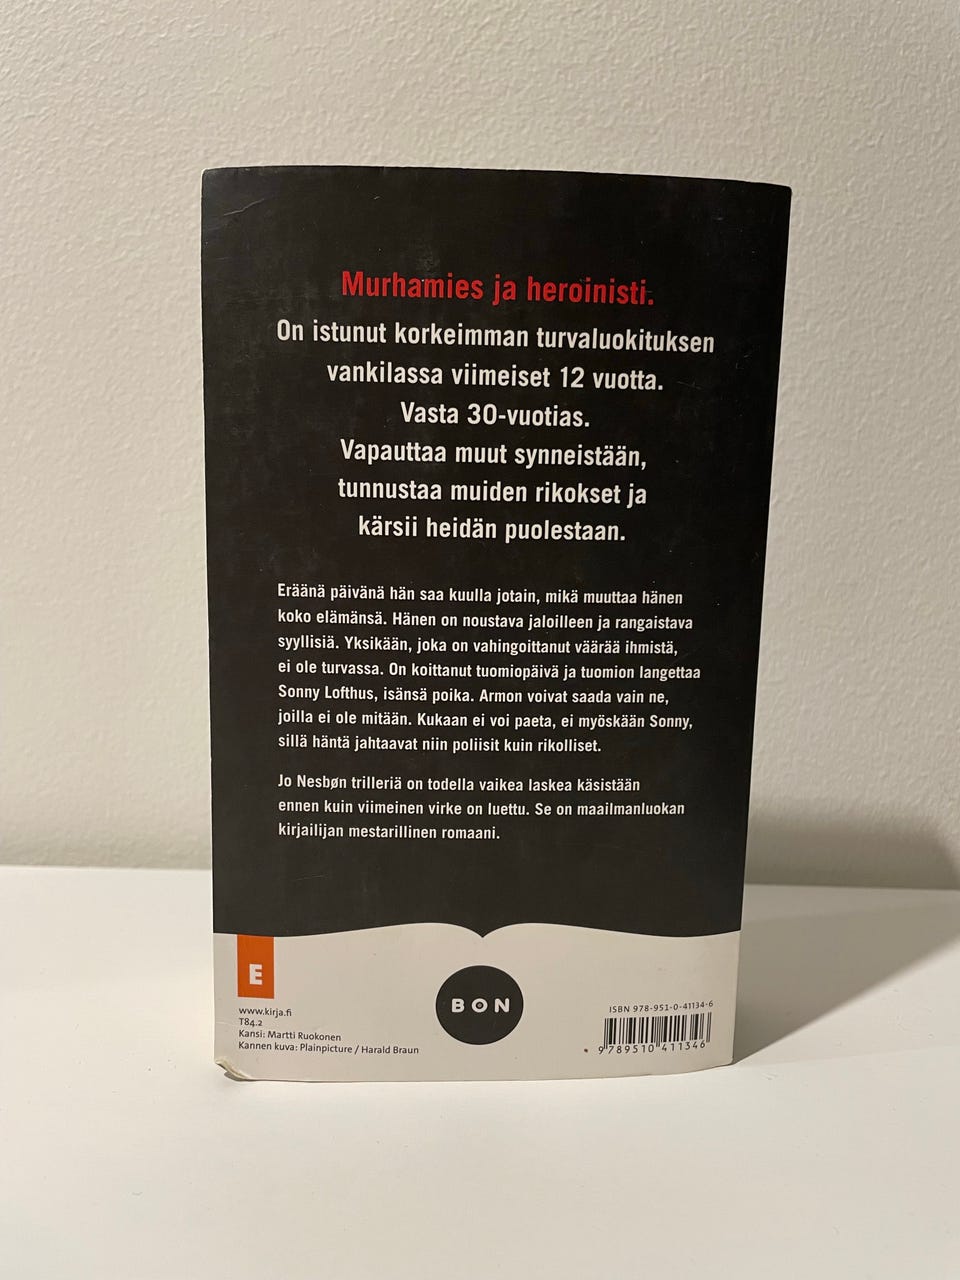 Murhamies ja heroinisti.
On istunut korkeimman turvaluokituksen
vankilassa viimeiset 12 vuotta.
Vasta 30-vuotias.
Vapauttaa muut synneistään,
tunnustaa muiden rikokset ja
kärsii heidän puolestaan.
Eräänä päivänä hän saa kuulla jotain, mikä muuttaa hänen
koko elämänsä. Hänen on noustava jaloilleen ja rangaistava
syyllisiä. Yksikään, joka on vahingoittanut väärää ihmistä,
ei ole turvassa. On koittanut tuomiopäivä ja tuomion langettaa
Sonny Lofthus, isänsä poika. Armon voivat saada vain ne,
joilla ei ole mitään. Kukaan ei voi paeta, ei myöskään Sonny,
sillä häntä jahtaavat niin poliisit kuin rikolliset.
Jo Nesbøn trilleriä on todella vaikea laskea käsistään
ennen kuin viimeinen virke on luettu. Se on maailmanluokan
kirjailijan mestarillinen romaani.
E
www.kirja.fi
T84.2
Kansi: Martti Ruokonen
Kannen kuva: Plainpicture / Harald Braun
BON
ISBN 978-951-0-41134-6
9 789510 411346